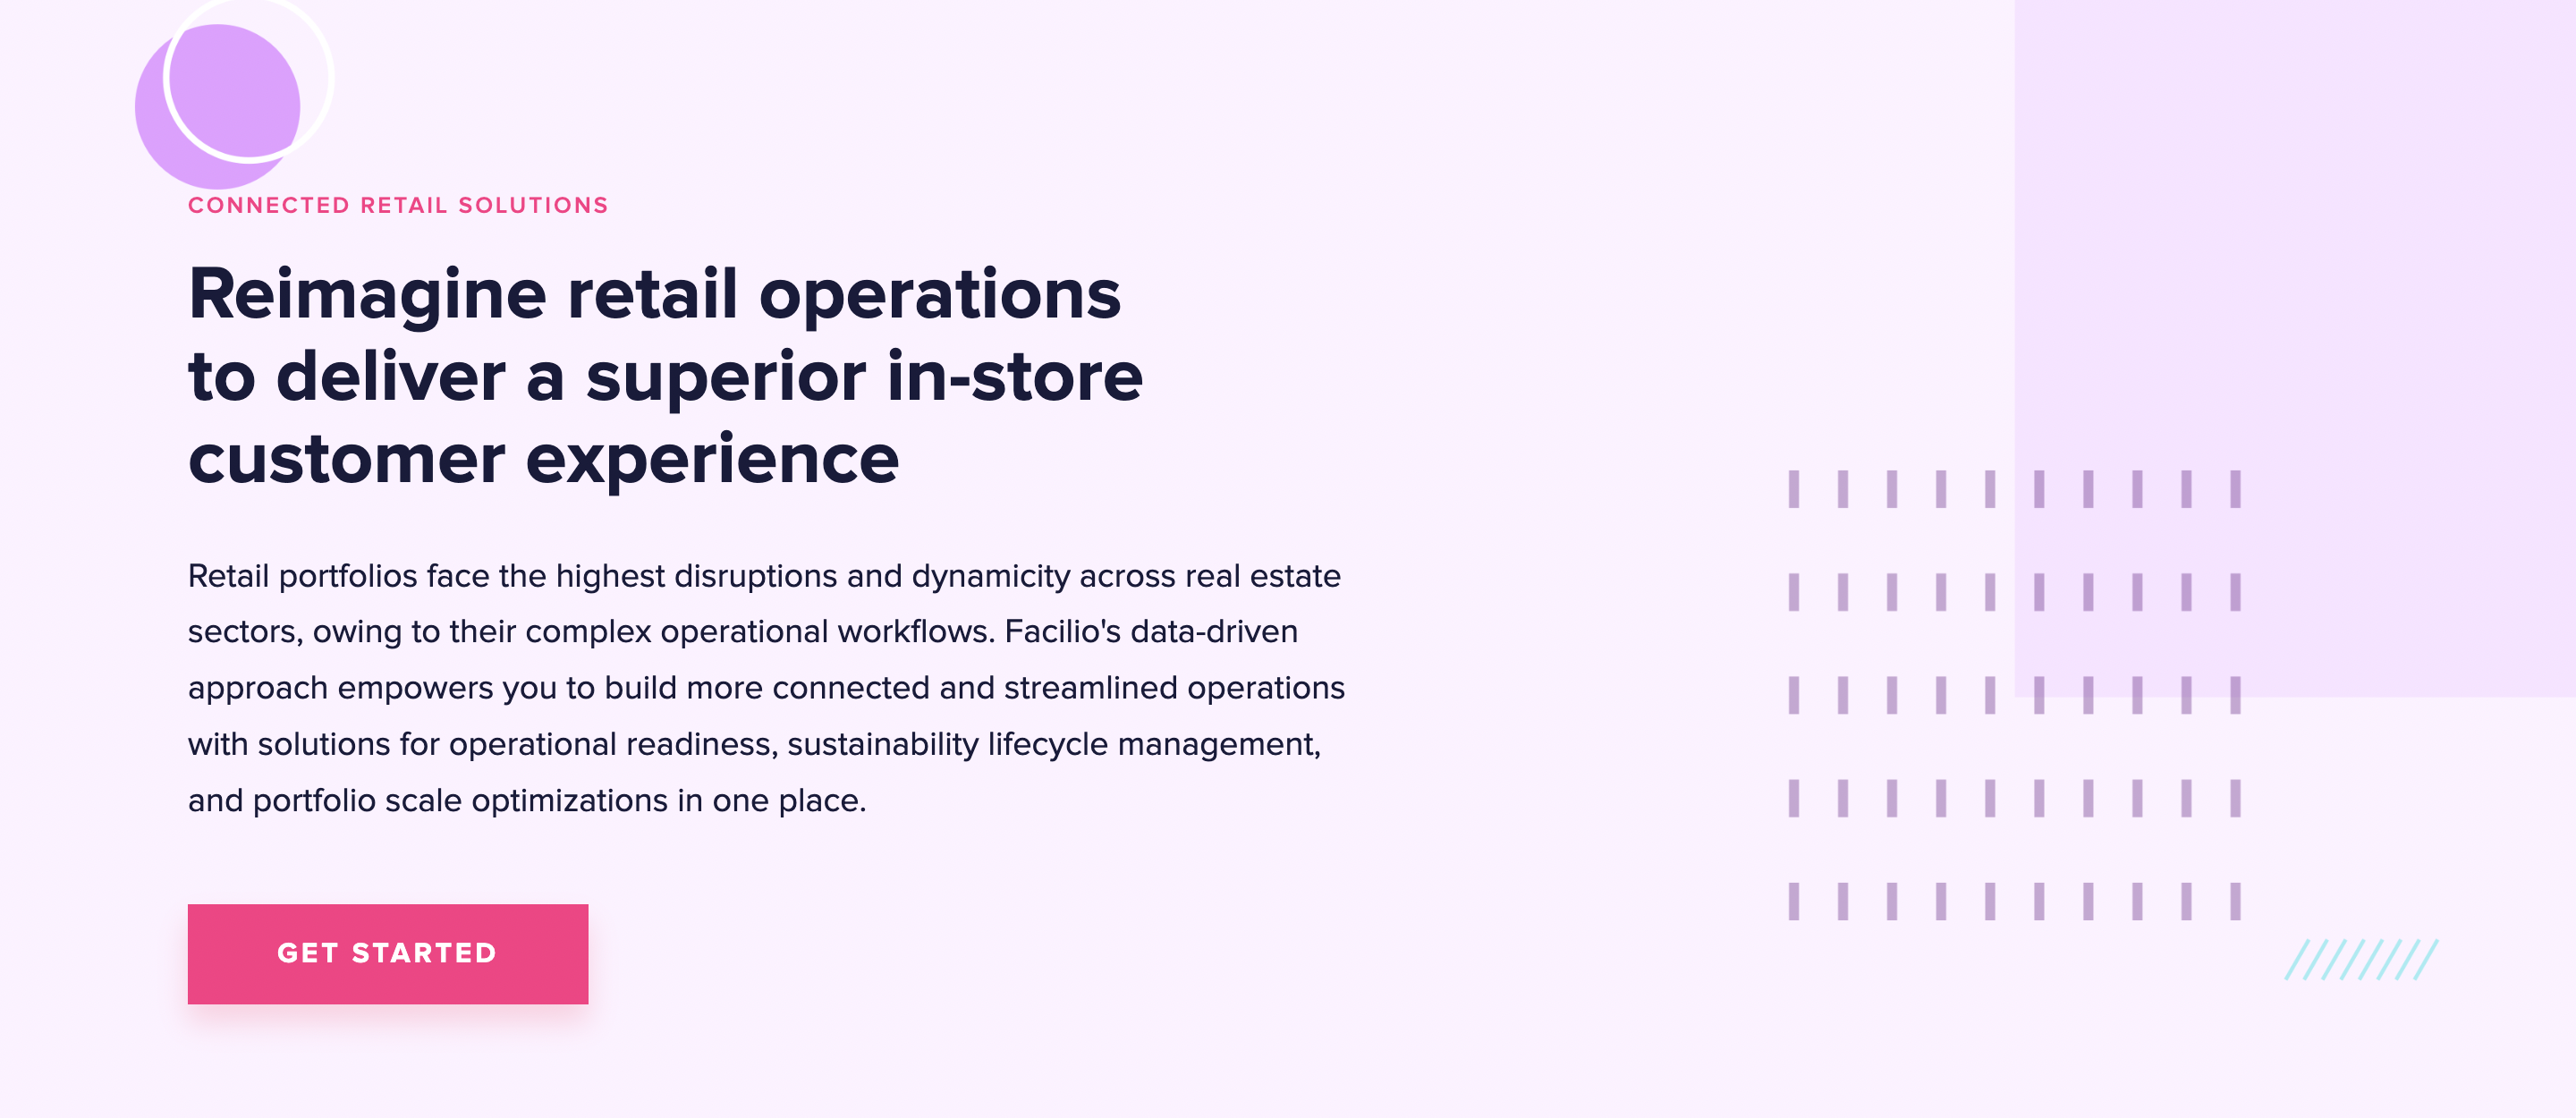 CONNECTED RETAIL SOLUTIONS
Reimagine retail operations
to deliver a superior in-store
customer experience
Retail portfolios face the highest disruptions and dynamicity across real estate
sectors, owing to their complex operational workflows. Facilio's data-driven
approach empowers you to build more connected and streamlined operations
with solutions for operational readiness, sustainability lifecycle management,
and portfolio scale optimizations in one place.
GET STARTED